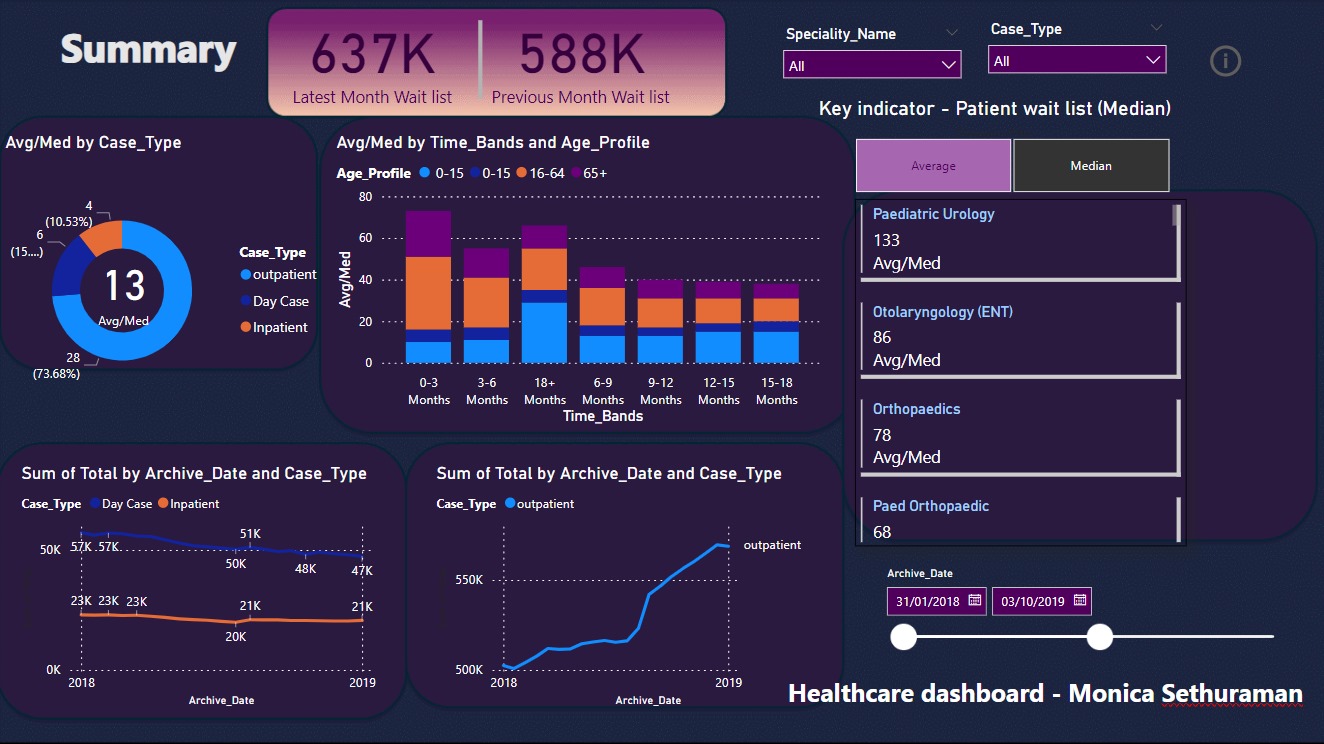 Summary
637K
Latest Month Wait list
588K
Previous Month Wait list
Speciality_Name
All
Case_Type
All
Key indicator - Patient wait list (Median)
Average
Median
Avg/Med by Case_Type
4
(10.53%)
6
(15....)
13
Avg/Med
28
(73.68%)
Case_Type
outpatient
Day Case
Inpatient
Avg/Med by Time_Bands and Age_Profile
Age_Profile 0-15 0-15 16-64 65+
Avg/Med
80
60
40
20
0
0-3 Months
3-6 Months
18+ Months
6-9 Months
9-12 Months
12-15 Months
15-18 Months
Time_Bands
Paediatric Urology
133
Avg/Med
Otolaryngology (ENT)
86
Avg/Med
Orthopaedics
78
Avg/Med
Paed Orthopaedic
68
Sum of Total by Archive_Date and Case_Type
Case_Type Day Case Inpatient
50K
0K
57K 57K 50K 51K 48K 47K
23K 23K 23K 20K 21K 21K
2018 2019
Archive_Date
Sum of Total by Archive_Date and Case_Type
Case_Type outpatient
550K
500K
outpatient
2018 2019
Archive_Date
Archive_Date
31/01/2018 03/10/2019
Healthcare dashboard - Monica Sethuraman